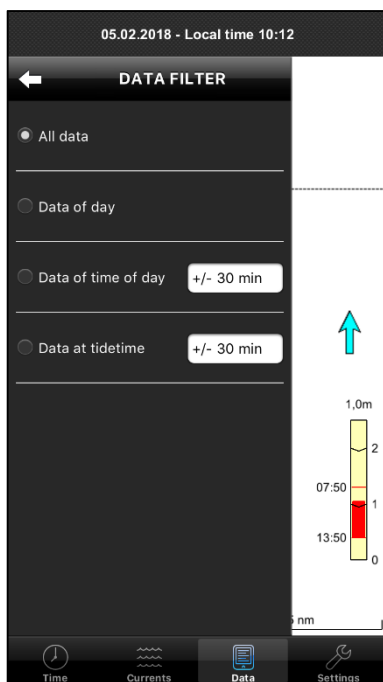 05.02.2018 - Local time 10:12
DATA FILTER
All data
Data of day
Data of time of day +/- 30 min
Data at tidetime +/- 30 min
1,0m
2
07:50
1
13:50
0
nm
Time Currents Data Settings